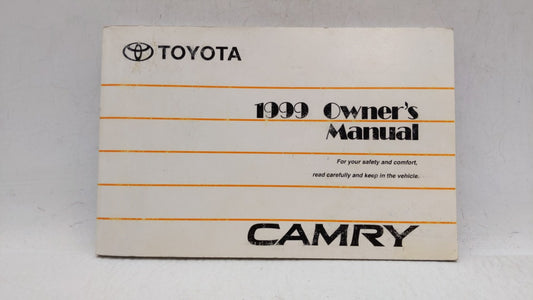 TOYOTA
1999 Owner's
Manual
For your safety and comfort,
read carefully and keep in the vehicle.
CAMRY